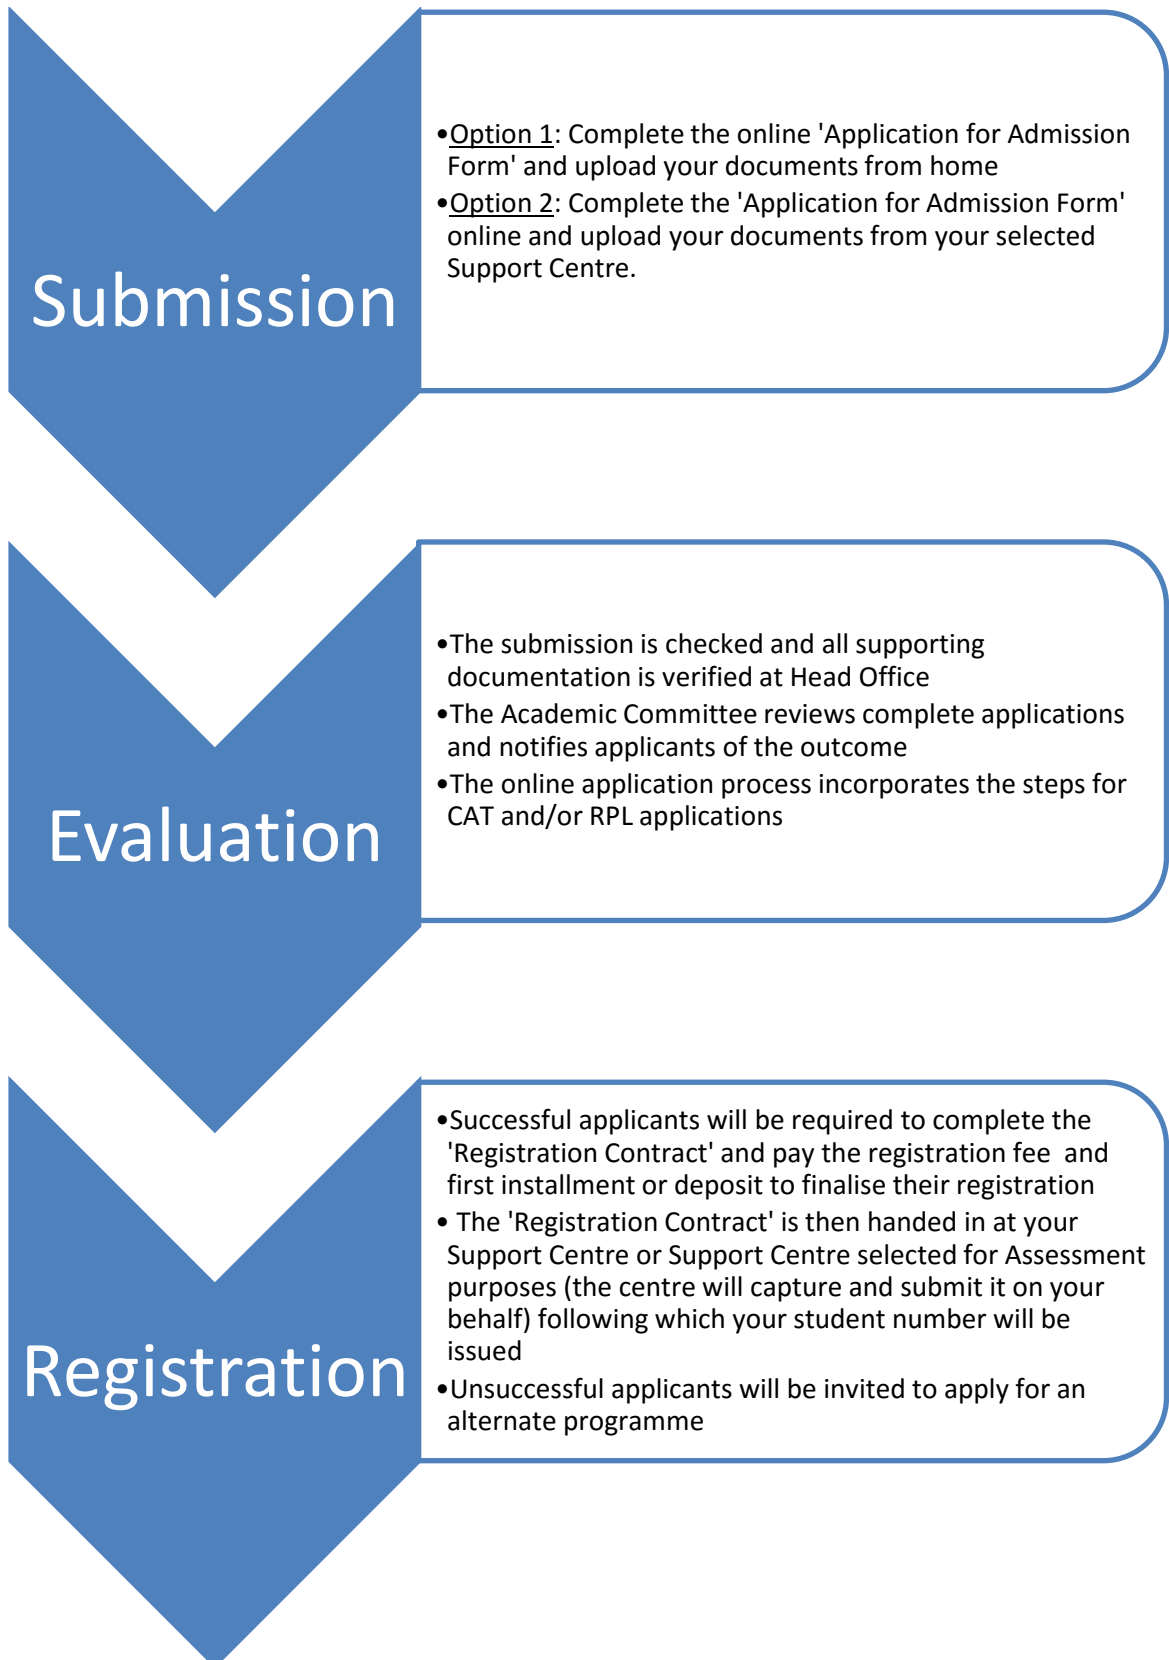 Submission
•Option 1: Complete the online 'Application for Admission
Form' and upload your documents from home
•Option 2: Complete the 'Application for Admission Form'
online and upload your documents from your selected
Support Centre.
Evaluation
•The submission is checked and all supporting
documentation is verified at Head Office
•The Academic Committee reviews complete applications
and notifies applicants of the outcome
•The online application process incorporates the steps for
CAT and/or RPL applications
Registration
•Successful applicants will be required to complete the
'Registration Contract' and pay the registration fee  and
first installment or deposit to finalise their registration
• The 'Registration Contract' is then handed in at your
Support Centre or Support Centre selected for Assessment
purposes (the centre will capture and submit it on your
behalf) following which your student number will be
issued
•Unsuccessful applicants will be invited to apply for an
alternate programme